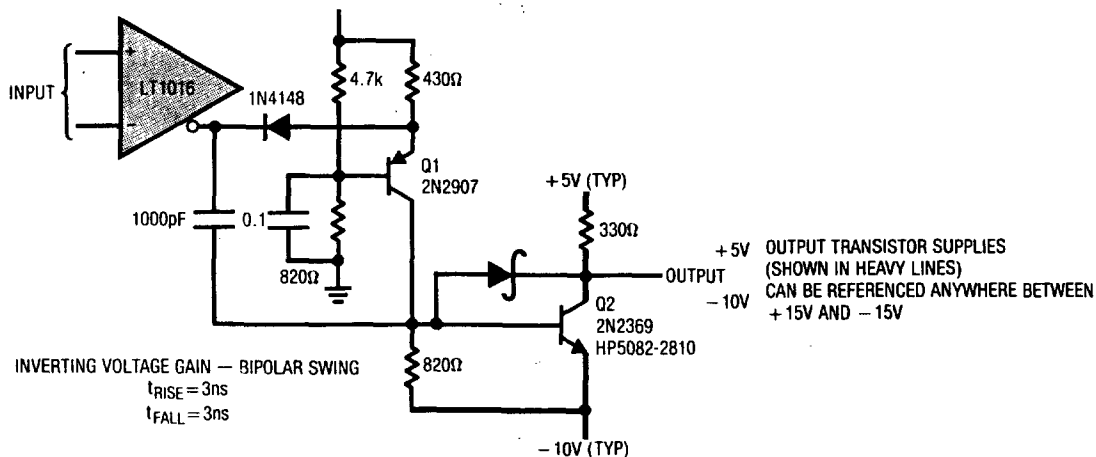 INPUT
+
−
LT1016
1N4148
4.7k
430Ω
Q1
2N2907
1000pF
0.1
820Ω
+5V (TYP)
330Ω
OUTPUT
+5V
−10V
OUTPUT TRANSISTOR SUPPLIES
(SHOWN IN HEAVY LINES)
CAN BE REFERENCED ANYWHERE BETWEEN
+15V AND −15V
Q2
2N2369
HP5082-2810
820Ω
−10V (TYP)
INVERTING VOLTAGE GAIN — BIPOLAR SWING
tRISE = 3ns
tFALL = 3ns